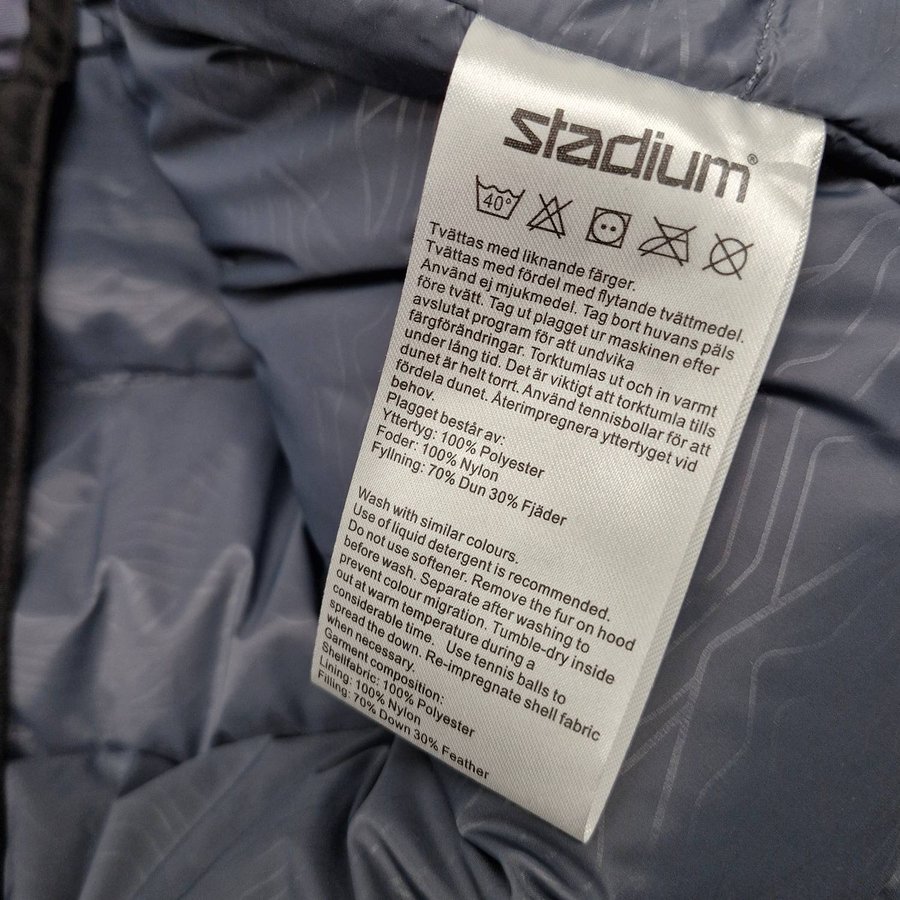 stadium®
40°
Tvättas med liknande färger.
Tvättas med fördel med flytande tvättmedel.
Använd ej mjukmedel. Tag bort huvans päls
före tvätt. Tag ut plagget ur maskinen efter
avslutat program för att undvika
färgförändringar. Torktumlas ut och in varmt
under lång tid. Det är viktigt att torktumla tills
dunet är helt torrt. Använd tennisbollar för att
fördela dunet. Återimpregnera yttertyget vid
behov.
Plagget består av:
Yttertyg: 100% Polyester
Foder: 100% Nylon
Fyllning: 70% Dun 30% Fjäder
Wash with similar colours.
Use of liquid detergent is recommended.
Do not use softener. Remove the fur on hood
before wash. Separate after washing to
prevent colour migration. Tumble-dry inside
out at warm temperature during a
considerable time. Use tennis balls to
spread the down. Re-impregnate shell fabric
when necessary.
Garment composition:
Shellfabric: 100% Polyester
Lining: 100% Nylon
Filling: 70% Down 30% Feather